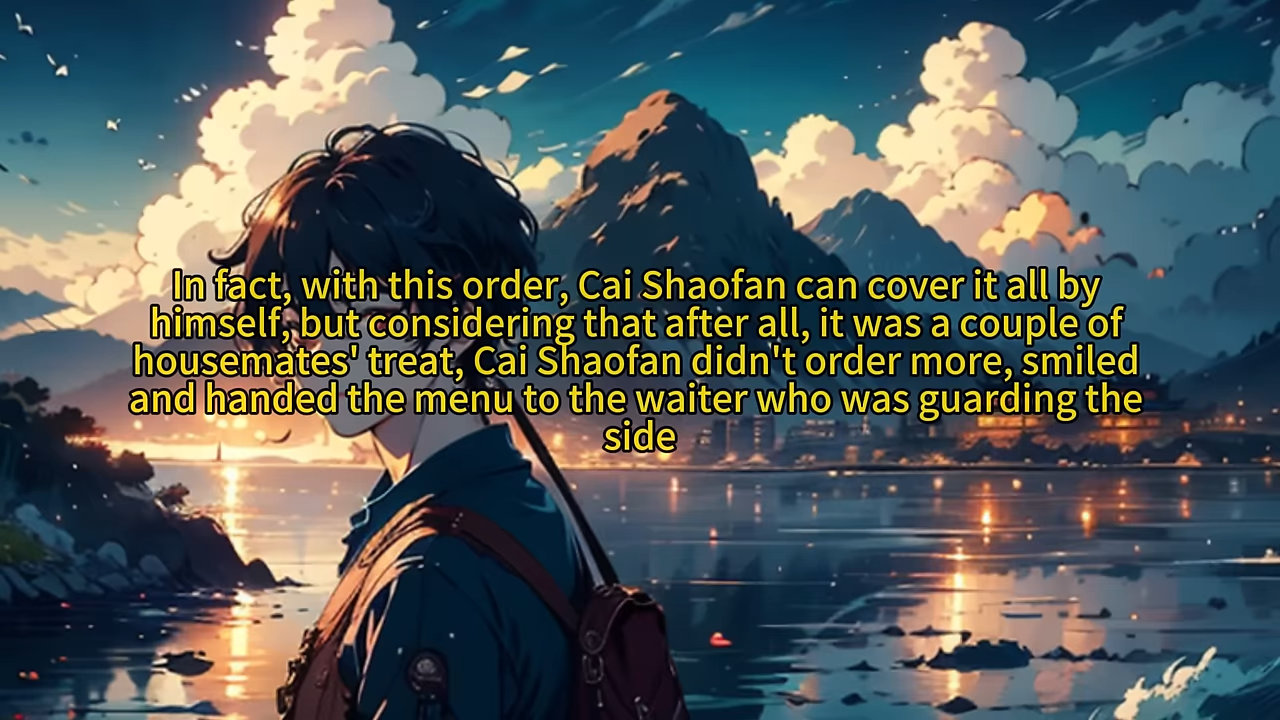 In fact, with this order, Cai Shaofan can cover it all by
himself, but considering that after all, it was a couple of
housemates' treat, Cai Shaofan didn't order more, smiled
and handed the menu to the waiter who was guarding the
side